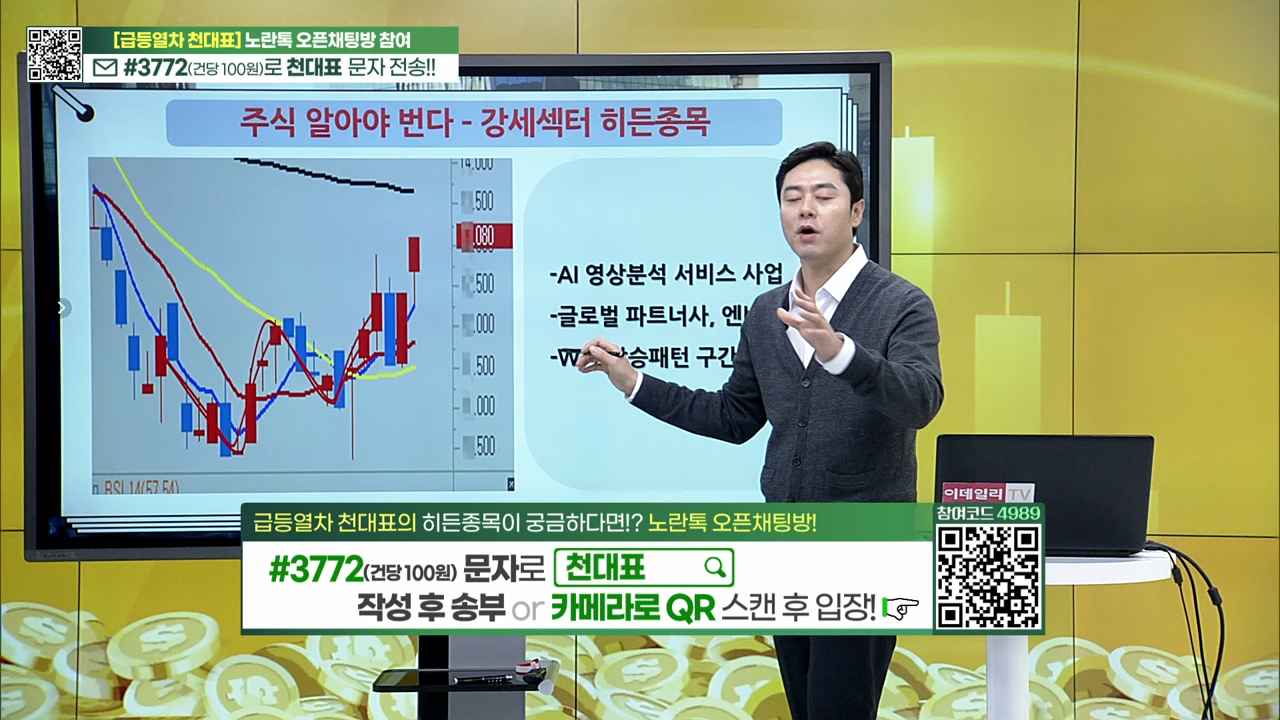 [급등열차 천대표] 노란톡 오픈채팅방 참여
#3772(건당 100원)로 천대표 문자 전송!!
주식 알아야 번다 - 강세섹터 히든종목
14.000
.500
.080
.500
.000
.500
.000
.500
RSI 14(57.54)
-AI 영상분석 서비스 사업
-글로벌 파트너사,
승패턴 구간
이데일리 TV
급등열차 천대표의 히든종목이 궁금하다면!? 노란톡 오픈채팅방!
참여코드 4989
#3772(건당 100원) 문자로 천대표
작성 후 송부 or 카메라로 QR 스캔 후 입장!